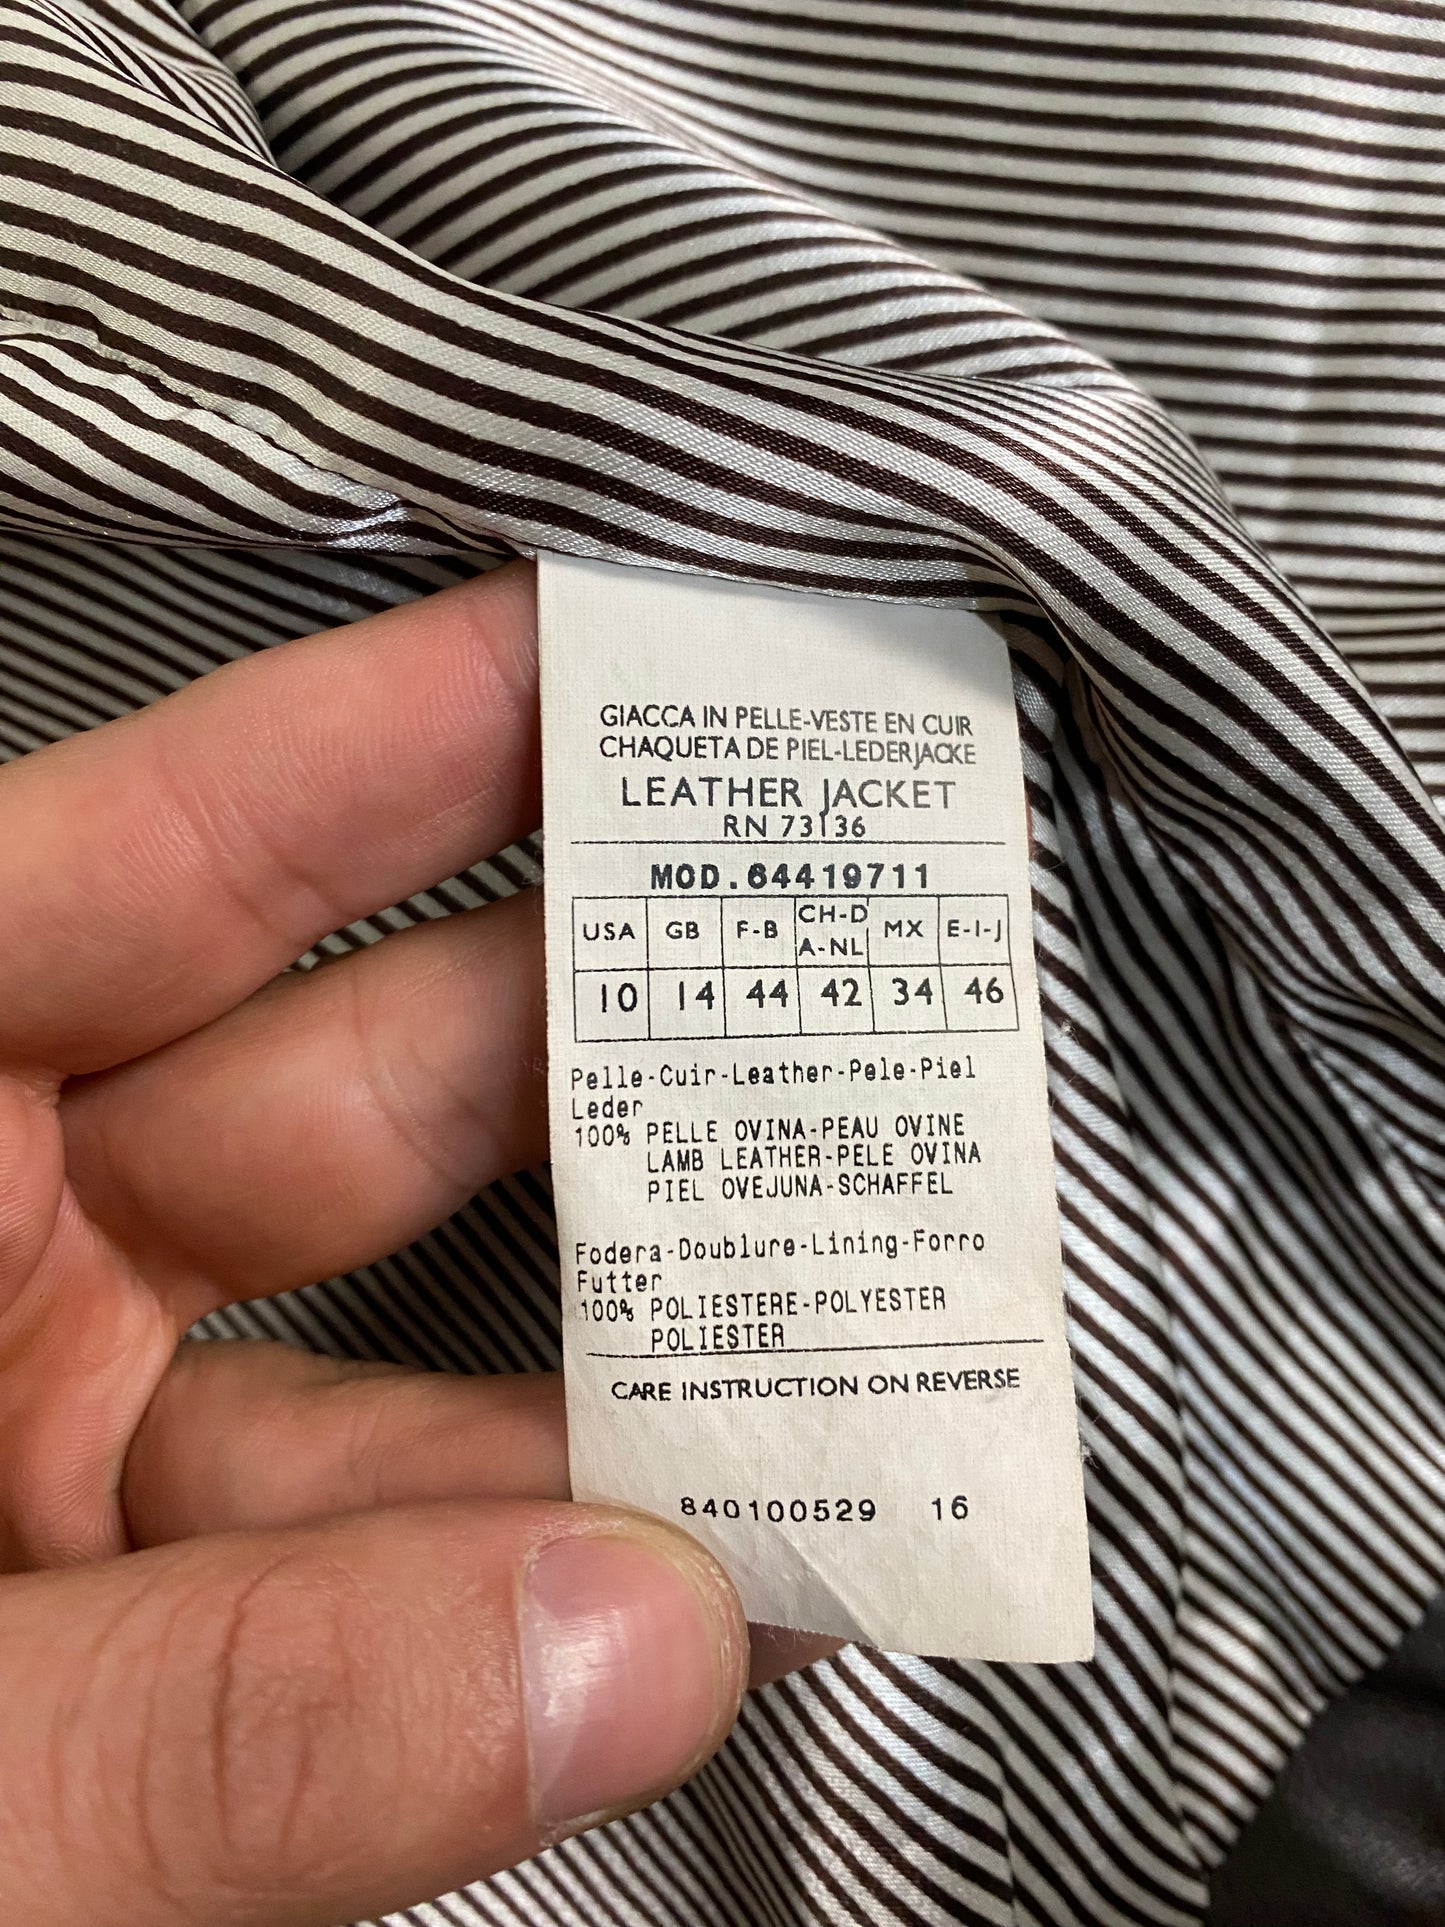 GIACCA IN PELLE-VESTE EN CUIR
CHAQUETA DE PIEL-LEDERJACKE
LEATHER JACKET
RN 73136
MOD.64419711
USA GB F-B CH-D A-NL MX E-I-J
10 14 44 42 34 46
Pelle-Cuir-Leather-Pele-Piel
Leder
100% PELLE OVINA-PEAU OVINE
LAMB LEATHER-PELE OVINA
PIEL OVEJUNA-SCHAFFEL
Fodera-Doublure-Lining-Forro
Futter
100% POLIESTERE-POLYESTER
POLIESTER
CARE INSTRUCTION ON REVERSE
840100529 16